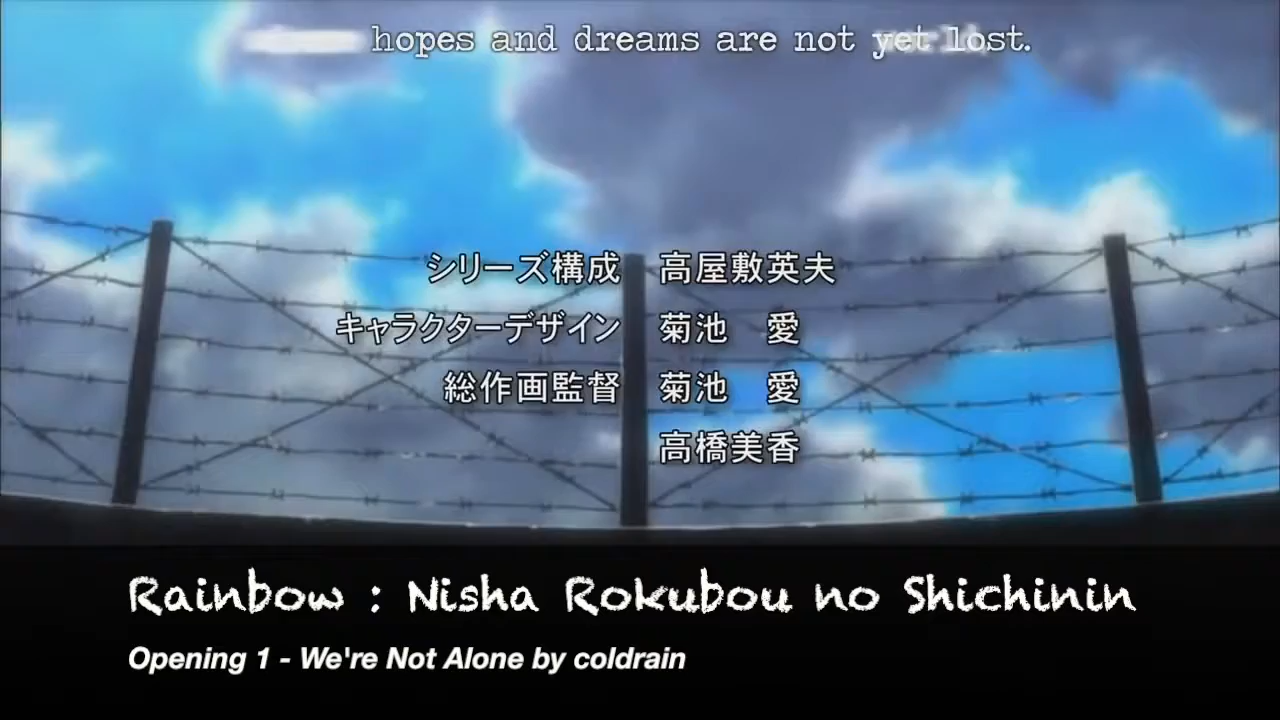 hopes and dreams are not yet lost.
シリーズ構成 高屋敷英夫
キャラクターデザイン 菊池 愛
総作画監督 菊池 愛
高橋美香
Rainbow : Nisha Rokubou no Shichinin
Opening 1 - We're Not Alone by coldrain